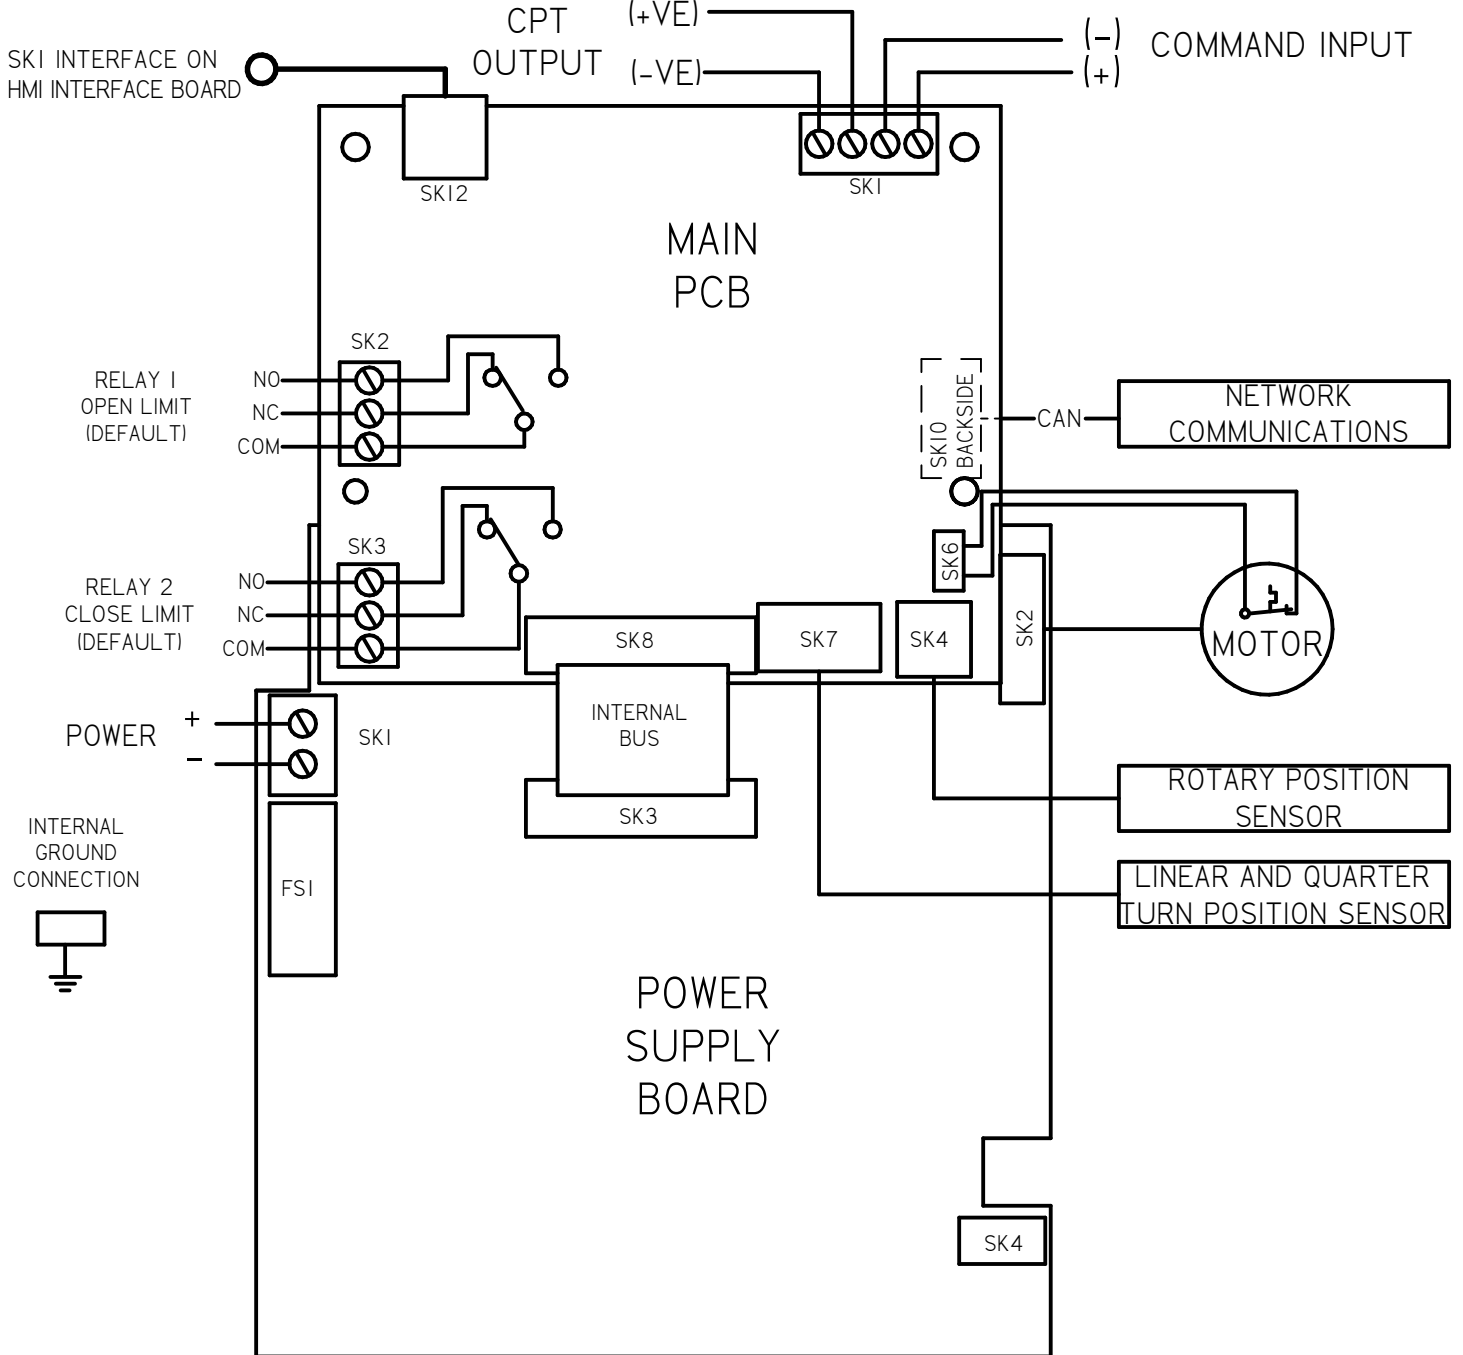 CPT
OUTPUT
(+VE)
(-VE)
(-)
(+)
COMMAND INPUT
SK1 INTERFACE ON
HMI INTERFACE BOARD
SK12
SK1
MAIN
PCB
SK2
RELAY 1
OPEN LIMIT
(DEFAULT)
NO
NC
COM
SK10
BACKSIDE
CAN
NETWORK
COMMUNICATIONS
SK3
RELAY 2
CLOSE LIMIT
(DEFAULT)
NO
NC
COM
SK6
SK2
MOTOR
SK8
SK7
SK4
INTERNAL
BUS
SK3
POWER
+
-
SK1
ROTARY POSITION
SENSOR
LINEAR AND QUARTER
TURN POSITION SENSOR
INTERNAL
GROUND
CONNECTION
FS1
POWER
SUPPLY
BOARD
SK4